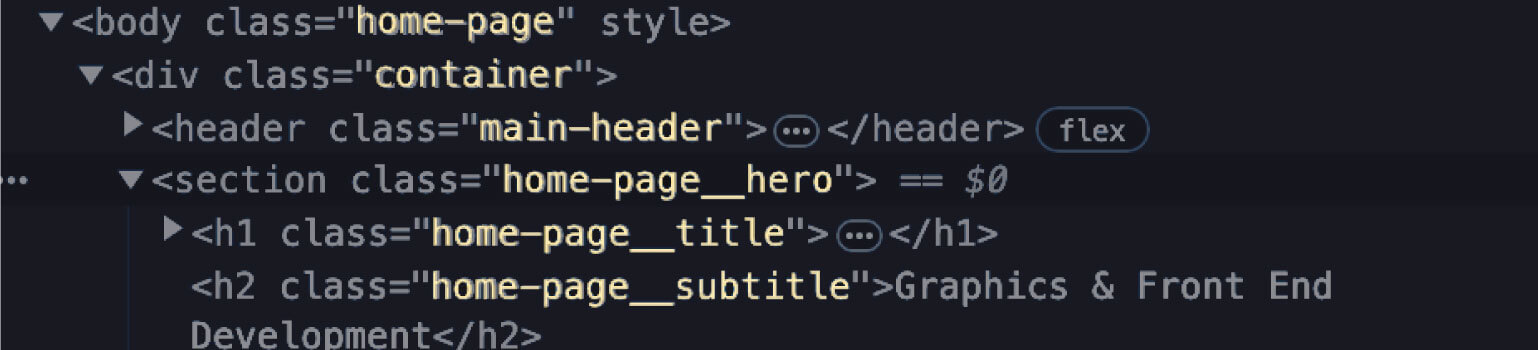 ▼<body class="home-page" style>
▼<div class="container">
▶<header class="main-header">⋯</header> flex
⋯ ▼<section class="home-page__hero"> == $0
▶<h1 class="home-page__title">⋯</h1>
<h2 class="home-page__subtitle">Graphics & Front End
Development</h2>